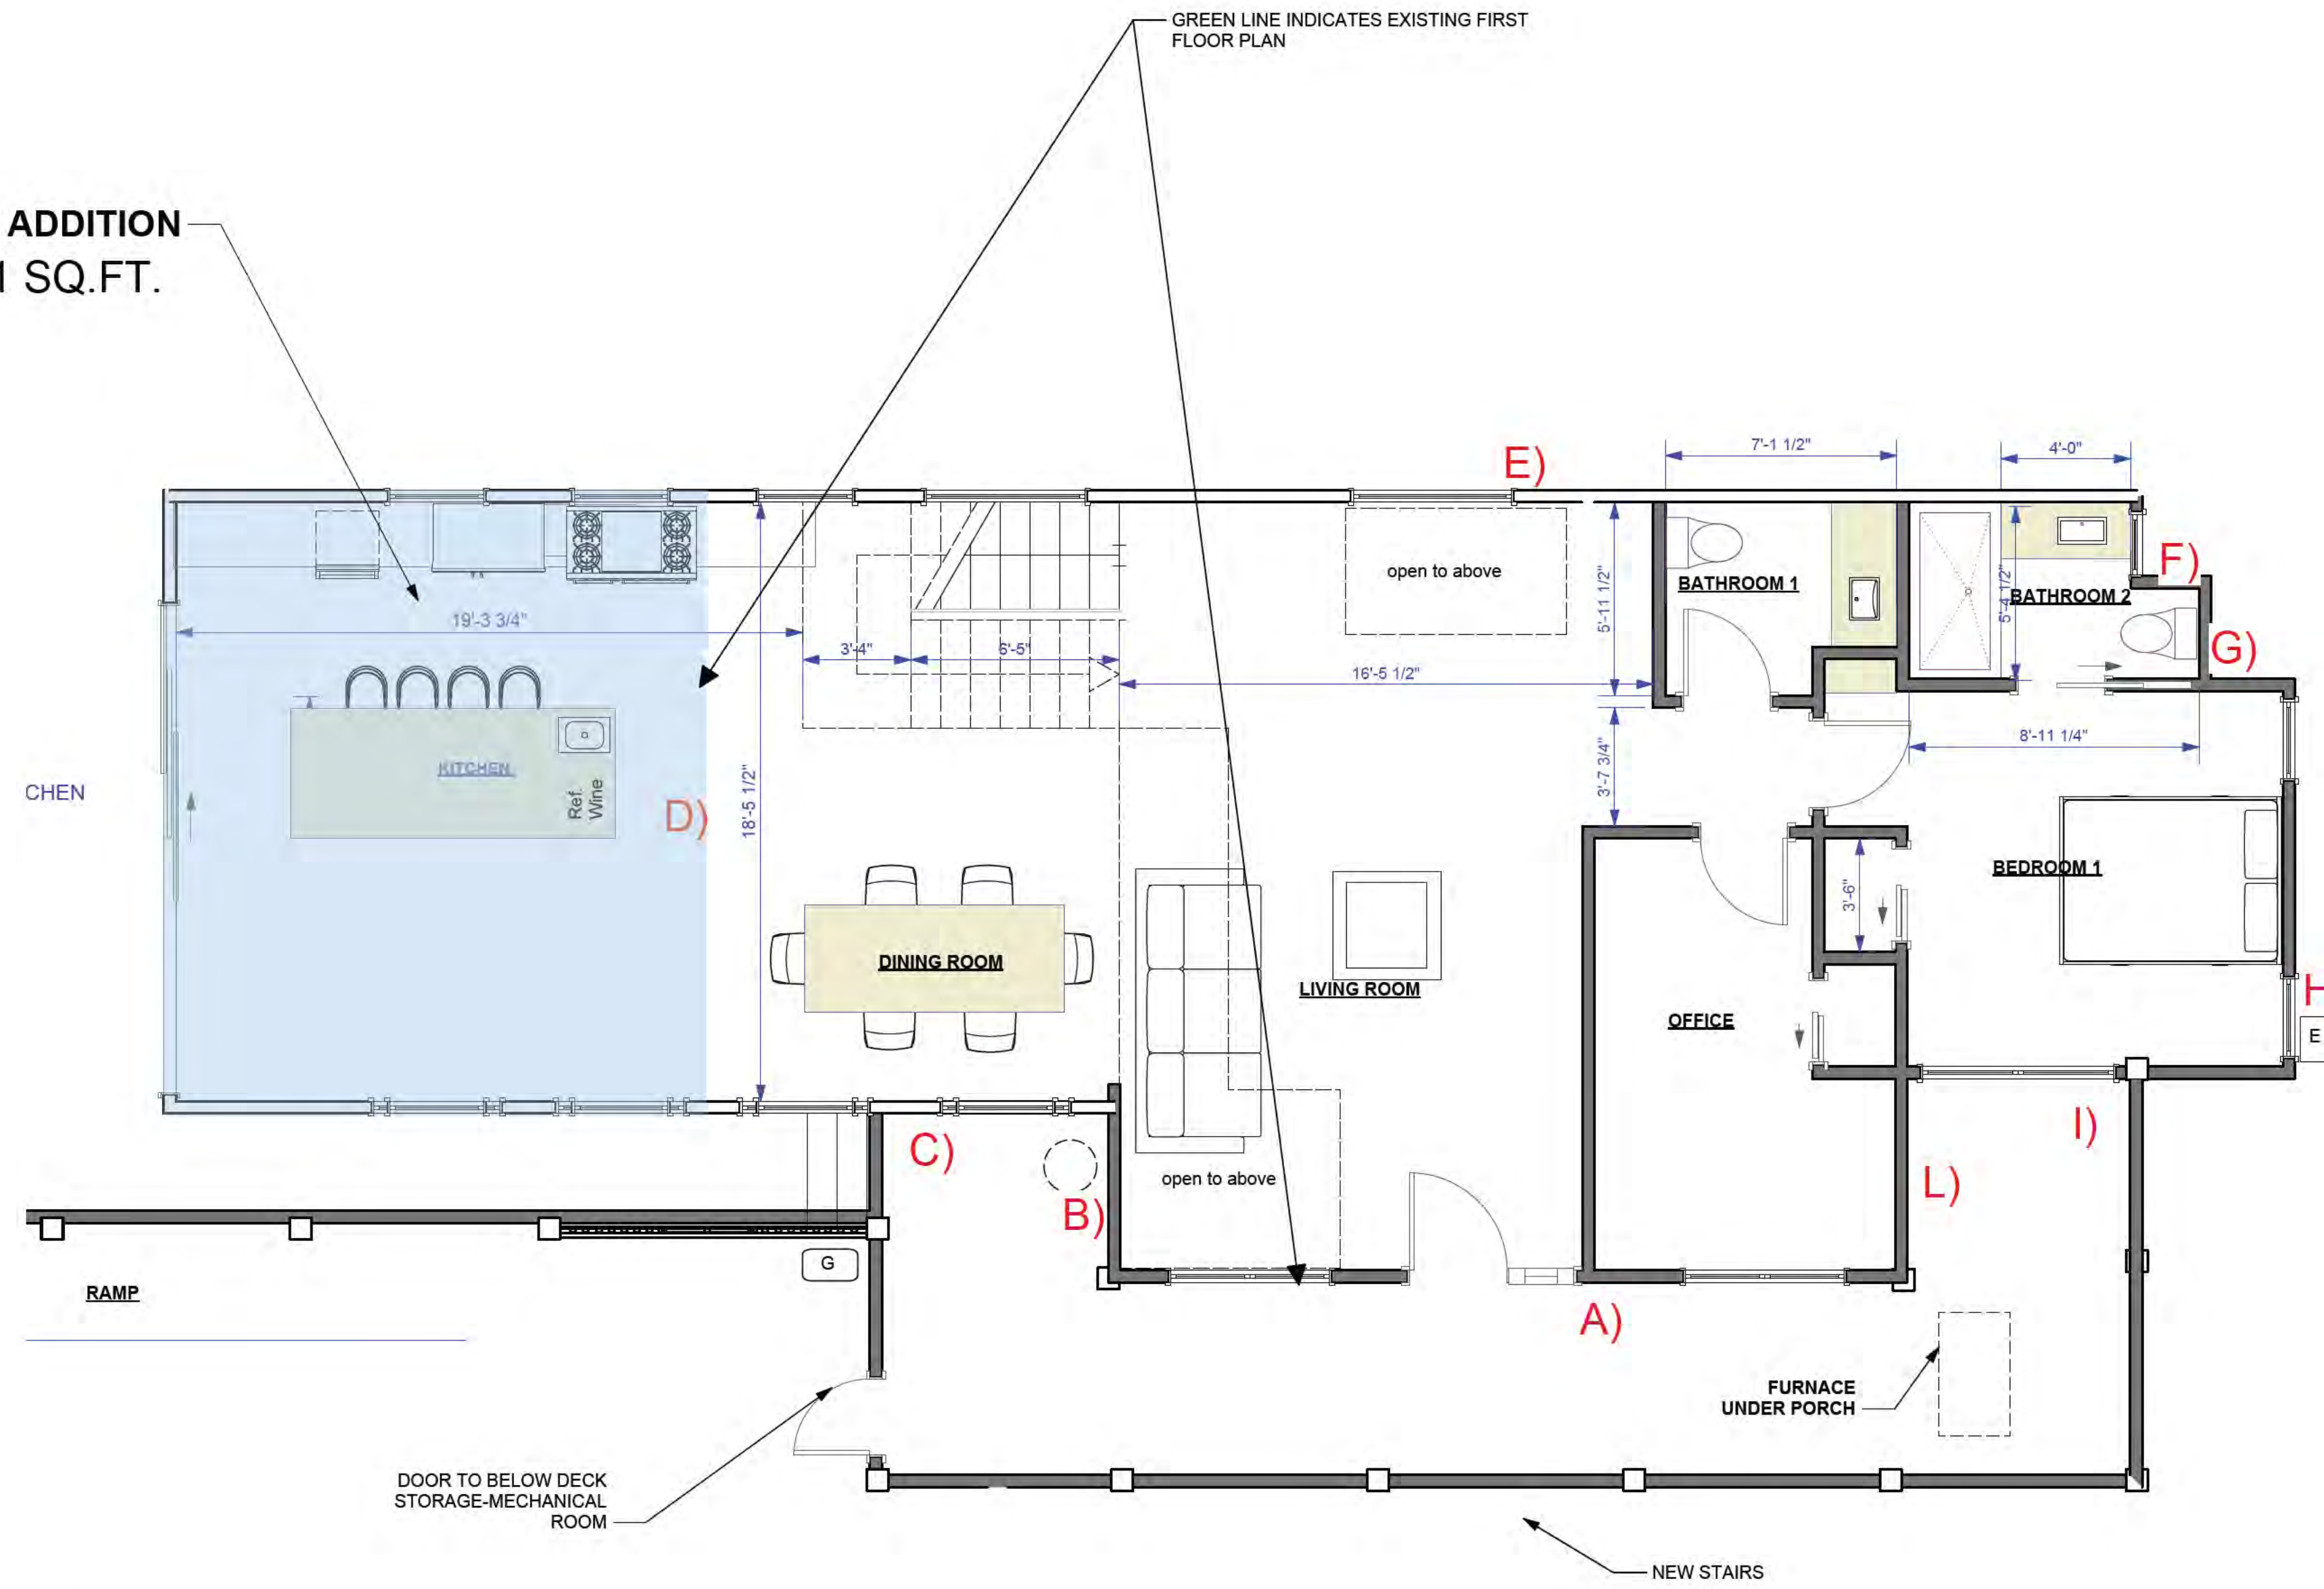 GREEN LINE INDICATES EXISTING FIRST
FLOOR PLAN
ADDITION
SQ.FT.
E)
7'-1 1/2"
4'-0"
open to above
BATHROOM 1
F)
BATHROOM 2
5'-11 1/2"
5'-4 1/2"
19'-3 3/4"
3'-4"
6'-5"
16'-5 1/2"
G)
8'-11 1/4"
3'-7 3/4"
KITCHEN
Ref.
Wine
CHEN
D)
18'-5 1/2"
BEDROOM 1
3'-6"
DINING ROOM
LIVING ROOM
OFFICE
H
E
C)
I)
open to above
B)
L)
G
RAMP
A)
FURNACE
UNDER PORCH
DOOR TO BELOW DECK
STORAGE-MECHANICAL
ROOM
NEW STAIRS